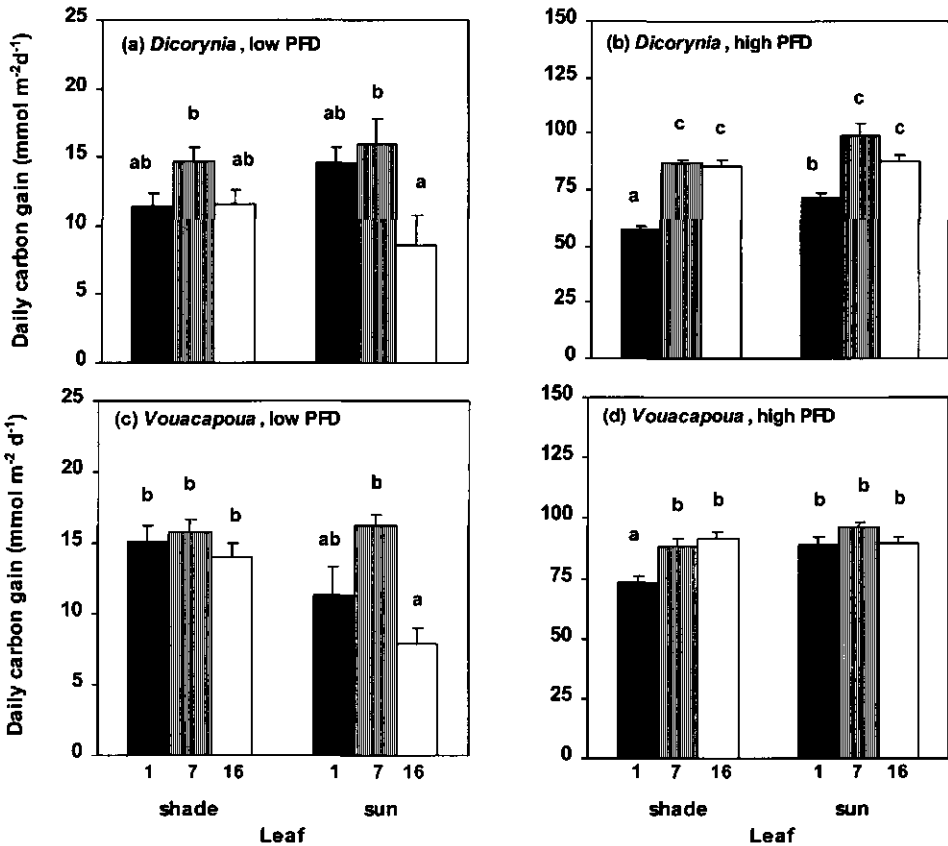 Daily carbon gain (mmol m⁻²d⁻¹)
25
20
15
10
5
0
(a) Dicorynia, low PFD
ab
b
ab
ab
b
a
150
125
100
75
50
25
0
(b) Dicorynia, high PFD
a
c
c
b
c
c
Daily carbon gain (mmol m⁻² d⁻¹)
25
20
15
10
5
0
(c) Vouacapoua, low PFD
b
b
b
ab
b
a
1 7 16 1 7 16
shade sun
Leaf
150
125
100
75
50
25
0
(d) Vouacapoua, high PFD
a
b
b
b
b
b
1 7 16 1 7 16
shade sun
Leaf